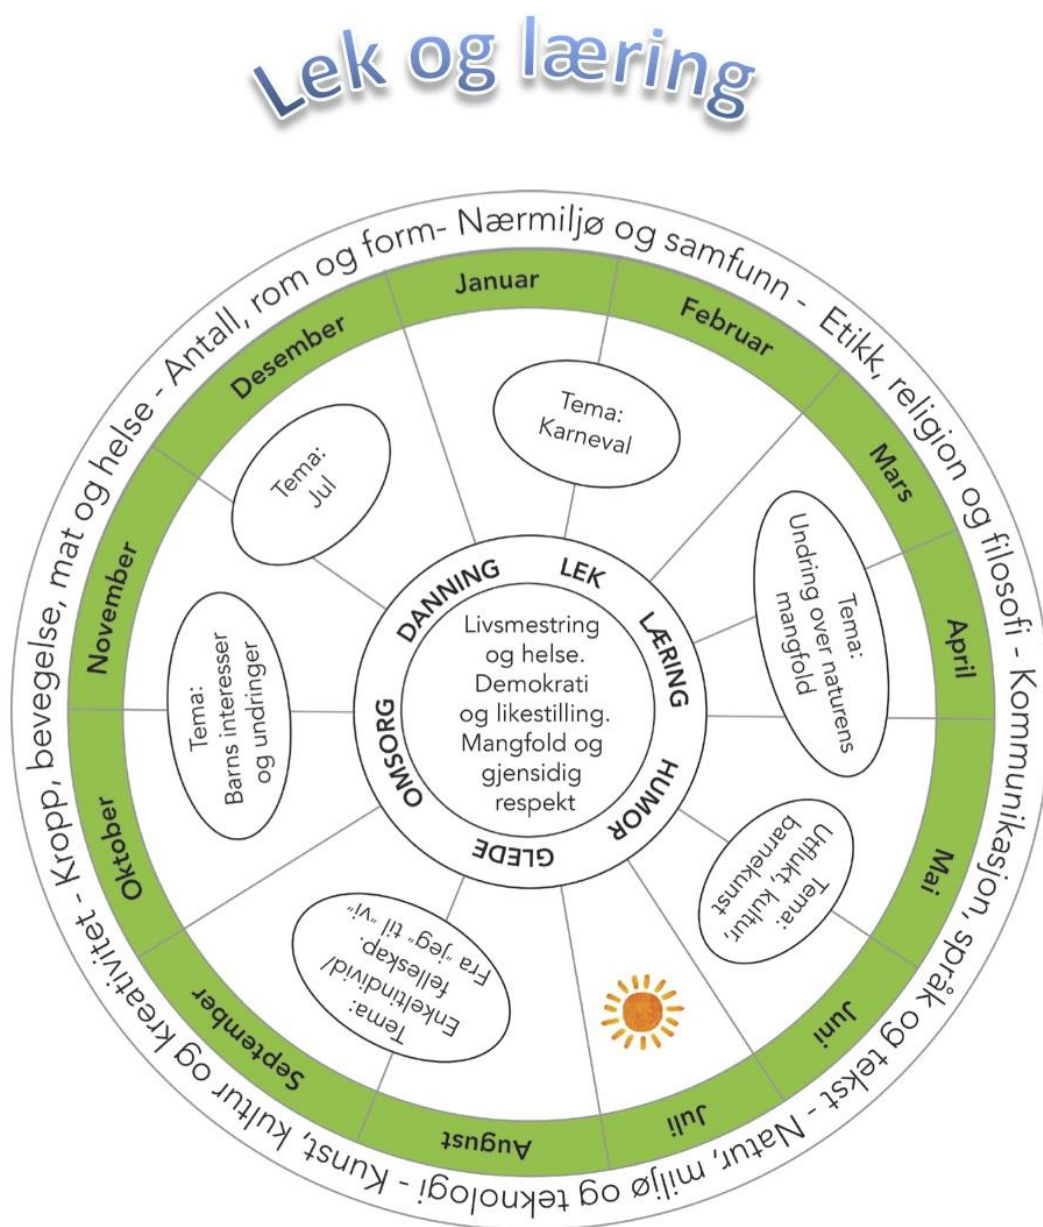 Lek og læring
Antall, rom og form- Nærmiljø og samfunn - Etikk, religion og filosofi - Kommunikasjon, språk og tekst - Natur, miljø og teknologi - Kunst, kultur og kreativitet - Kropp, bevegelse, mat og helse -
Januar
Februar
Mars
April
Mai
Juni
Juli
August
September
Oktober
November
Desember
Tema:
Karneval
Tema:
Undring over naturens
mangfold
Tema:
Utflukt, kultur,
barnekunst
Tema:
Enkeltindivid/
felleskap.
Fra "jeg" til "vi"
Tema:
Barns interesser
og undringer
Tema:
Jul
LEK
LÆRING
HUMOR
GLEDE
OMSORG
DANNING
Livsmestring
og helse.
Demokrati
og likestilling.
Mangfold og
gjensidig
respekt